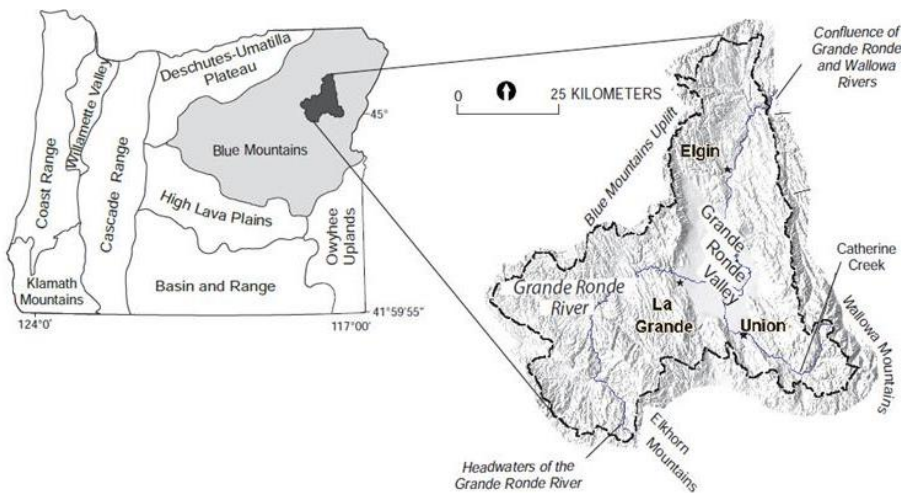 Deschutes-Umatilla
Plateau
Willamette Valley
Coast Range
Cascade Range
Blue Mountains
45°
High Lava Plains
Owyhee
Uplands
Klamath
Mountains
Basin and Range
41°59'55"
124°0'
117°00'
0
25 KILOMETERS
Confluence of
Grande Ronde
and Wallowa
Rivers
Blue Mountains Uplift
Elgin
Grande
Ronde
Valley
Catherine
Creek
Grande Ronde
River
La
Grande
Union
Wallowa Mountains
Elkhorn
Mountains
Headwaters of the
Grande Ronde River